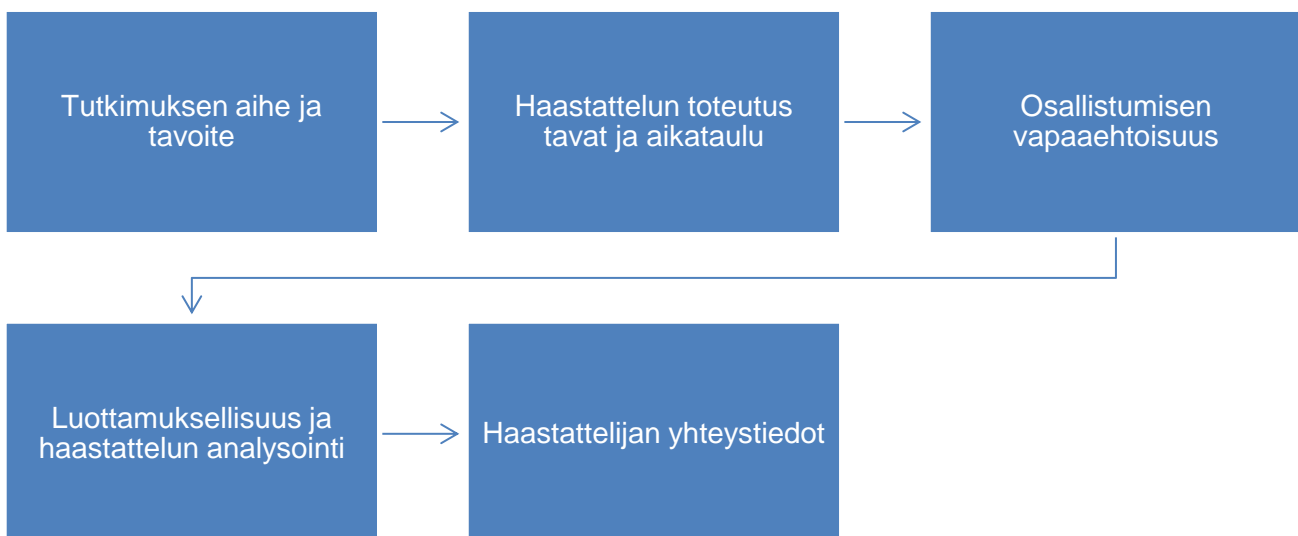 Tutkimuksen aihe ja
tavoite
Haastattelun toteutus
tavat ja aikataulu
Osallistumisen
vapaaehtoisuus
Luottamuksellisuus ja
haastattelun analysointi
Haastattelijan yhteystiedot